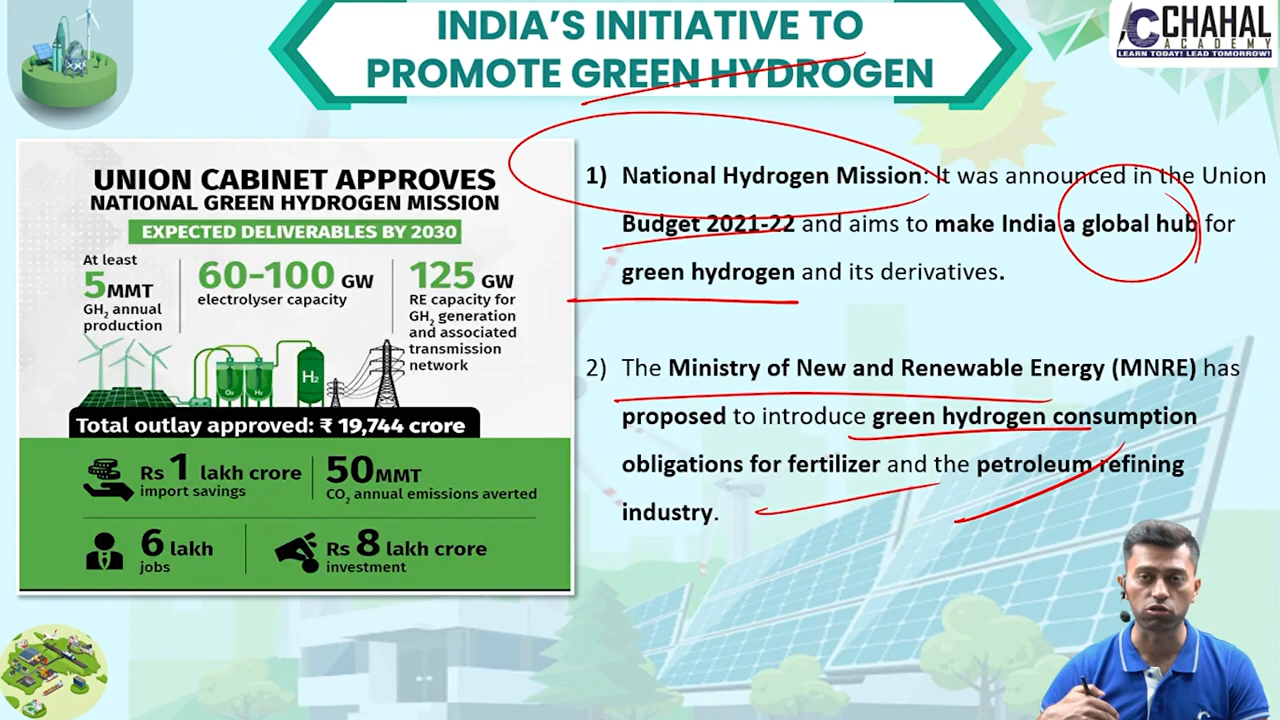 INDIA'S INITIATIVE TO
PROMOTE GREEN HYDROGEN
CHAHAL
ACADEMY
LEARN TODAY! LEAD TOMORROW!
UNION CABINET APPROVES
NATIONAL GREEN HYDROGEN MISSION
EXPECTED DELIVERABLES BY 2030
At least
5 MMT
GH₂ annual
production
60-100 GW
electrolyser capacity
125 GW
RE capacity for
GH₂ generation
and associated
transmission
network
O₂
H₂
H₂
Total outlay approved: ₹ 19,744 crore
Rs 1 lakh crore
import savings
50 MMT
CO₂ annual emissions averted
6 lakh
jobs
Rs 8 lakh crore
investment
1) National Hydrogen Mission: It was announced in the Union
Budget 2021-22 and aims to make India a global hub for
green hydrogen and its derivatives.
2) The Ministry of New and Renewable Energy (MNRE) has
proposed to introduce green hydrogen consumption
obligations for fertilizer and the petroleum refining
industry.